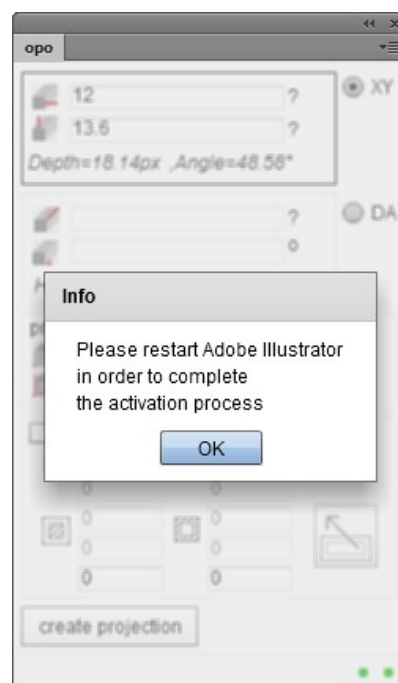 opo
12 ? XY
13.6 ?
Depth=18.14px ,Angle=48.58°
? DA
°
H
Info
Please restart Adobe Illustrator
in order to complete
the activation process
OK
0 0
0 0
0 0
0 0
create projection